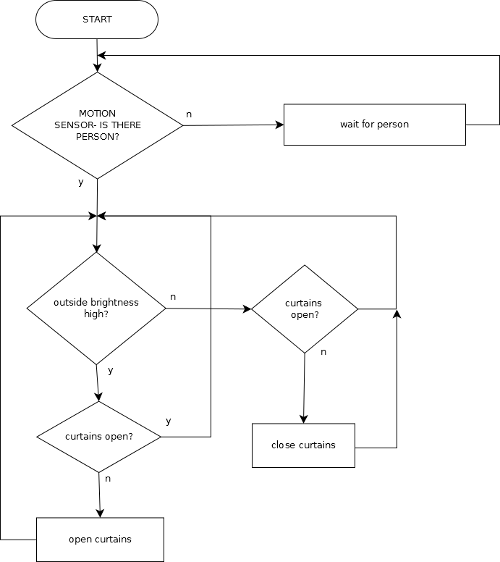 START
MOTION
SENSOR- IS THERE
PERSON?
n
wait for person
y
outside brightness
high?
n
curtains
open?
y
n
curtains open?
y
close curtains
n
open curtains